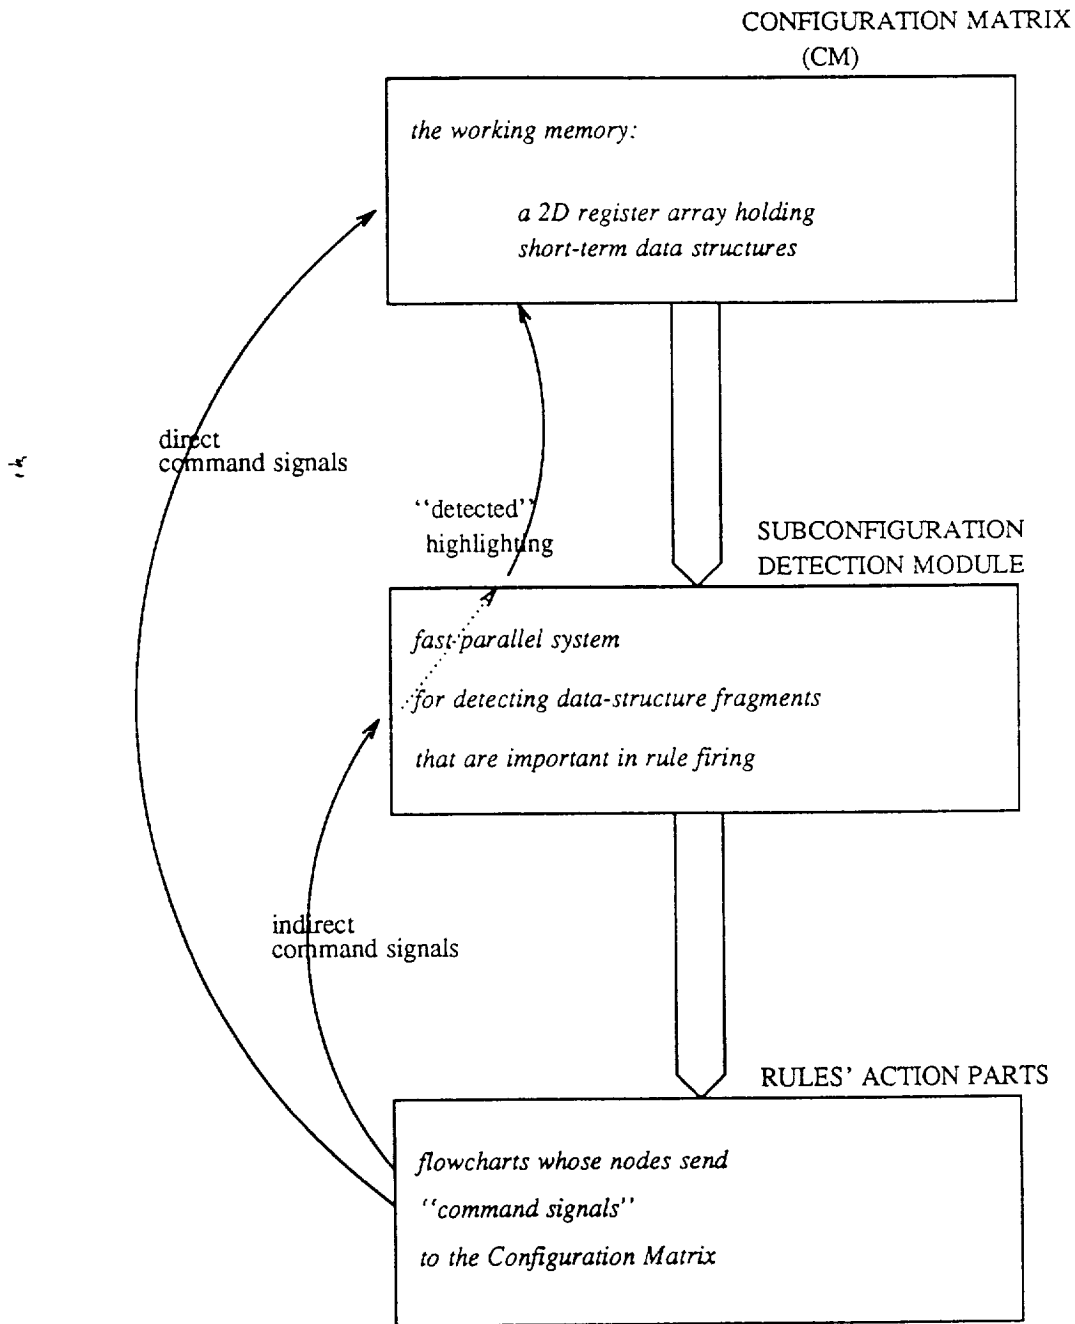 CONFIGURATION MATRIX
(CM)
the working memory:
a 2D register array holding
short-term data structures
direct
command signals
‘‘detected’’
highlighting
SUBCONFIGURATION
DETECTION MODULE
fast parallel system
for detecting data-structure fragments
that are important in rule firing
indirect
command signals
RULES’ ACTION PARTS
flowcharts whose nodes send
‘‘command signals’’
to the Configuration Matrix